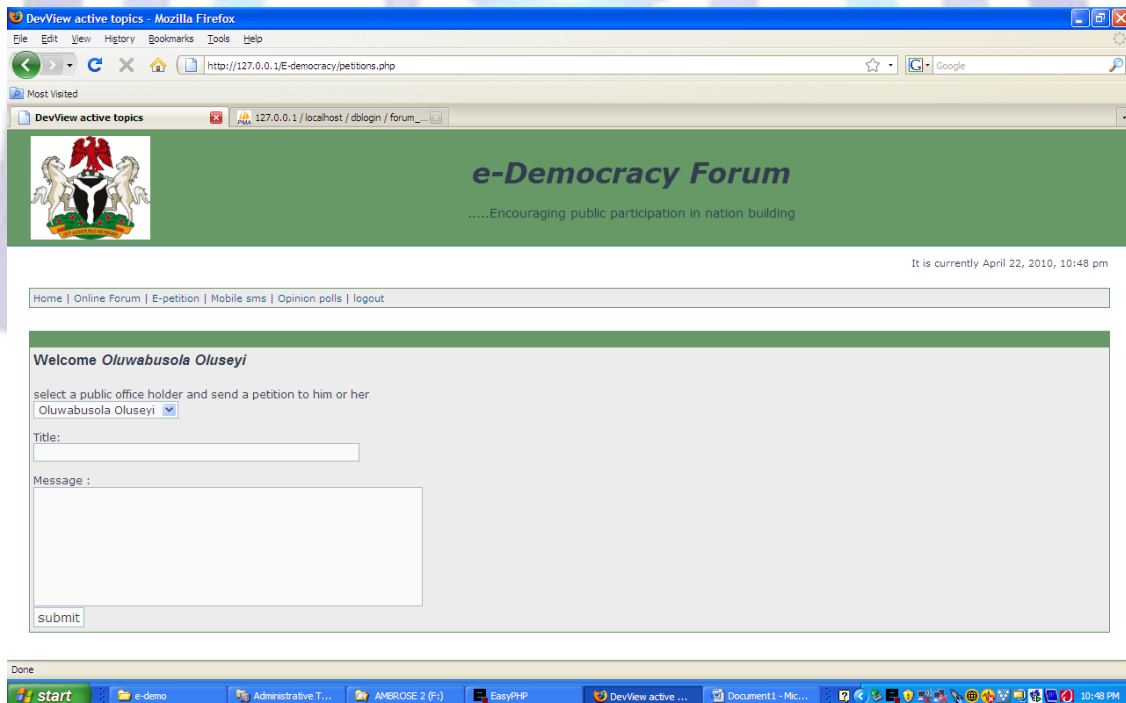 DevView active topics - Mozilla Firefox
File Edit View History Bookmarks Tools Help
http://127.0.0.1/E-democracy/petitions.php
G Google
Most Visited
DevView active topics
PMA 127.0.0.1 / localhost / dblogin / forum_...
e-Democracy Forum
.....Encouraging public participation in nation building
It is currently April 22, 2010, 10:48 pm
Home | Online Forum | E-petition | Mobile sms | Opinion polls | logout
Welcome Oluwabusola Oluseyi
select a public office holder and send a petition to him or her
Oluwabusola Oluseyi
Title:
Message :
submit
Done
start e-demo Administrative T... AMBROSE 2 (F:) EasyPHP DevView active ... Document1 - Mic... 10:48 PM